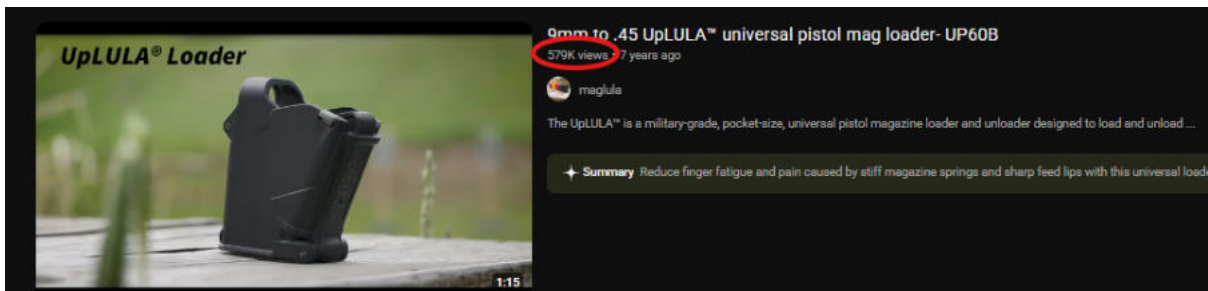 UpLULA® Loader
1:15
9mm to .45 UpLULA™ universal pistol mag loader- UP60B
579K views • 7 years ago
maglula
The UpLULA™ is a military-grade, pocket-size, universal pistol magazine loader and unloader designed to load and unload ...
Summary Reduce finger fatigue and pain caused by stiff magazine springs and sharp feed lips with this universal loade